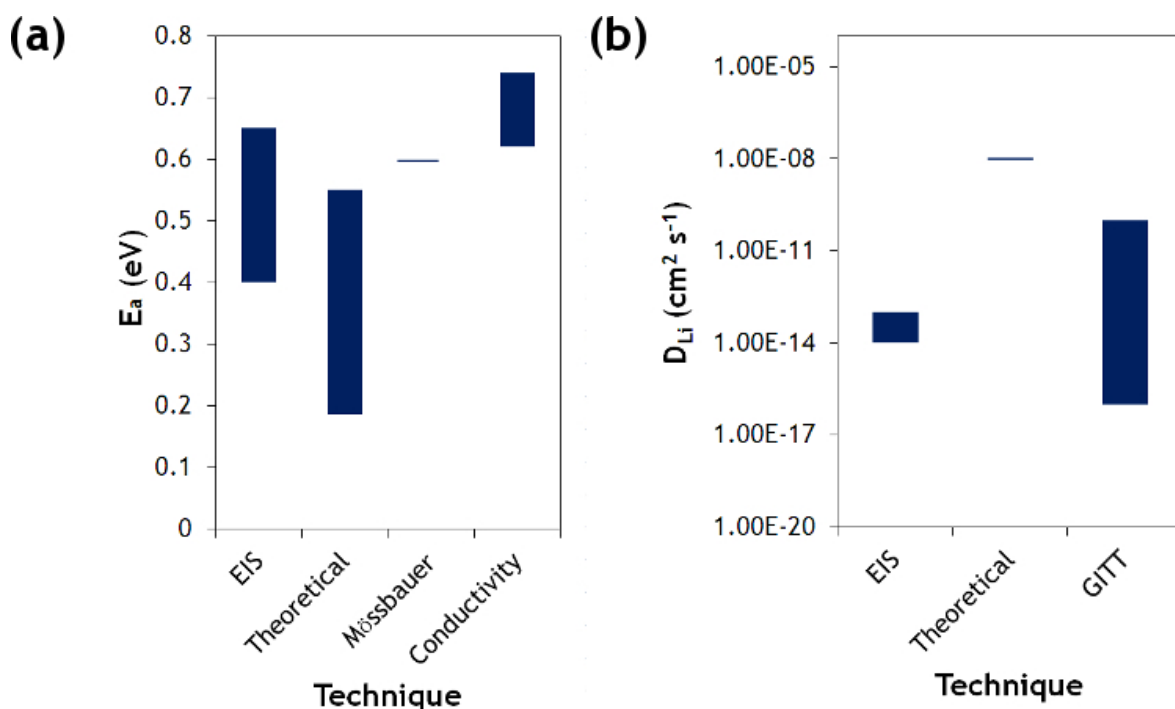 (a)
0.8
0.7
0.6
0.5
0.4
0.3
0.2
0.1
0
Ea (eV)
EIS
Theoretical
Mössbauer
Conductivity
Technique
(b)
1.00E-05
1.00E-08
1.00E-11
1.00E-14
1.00E-17
1.00E-20
DLi (cm² s⁻¹)
EIS
Theoretical
GITT
Technique